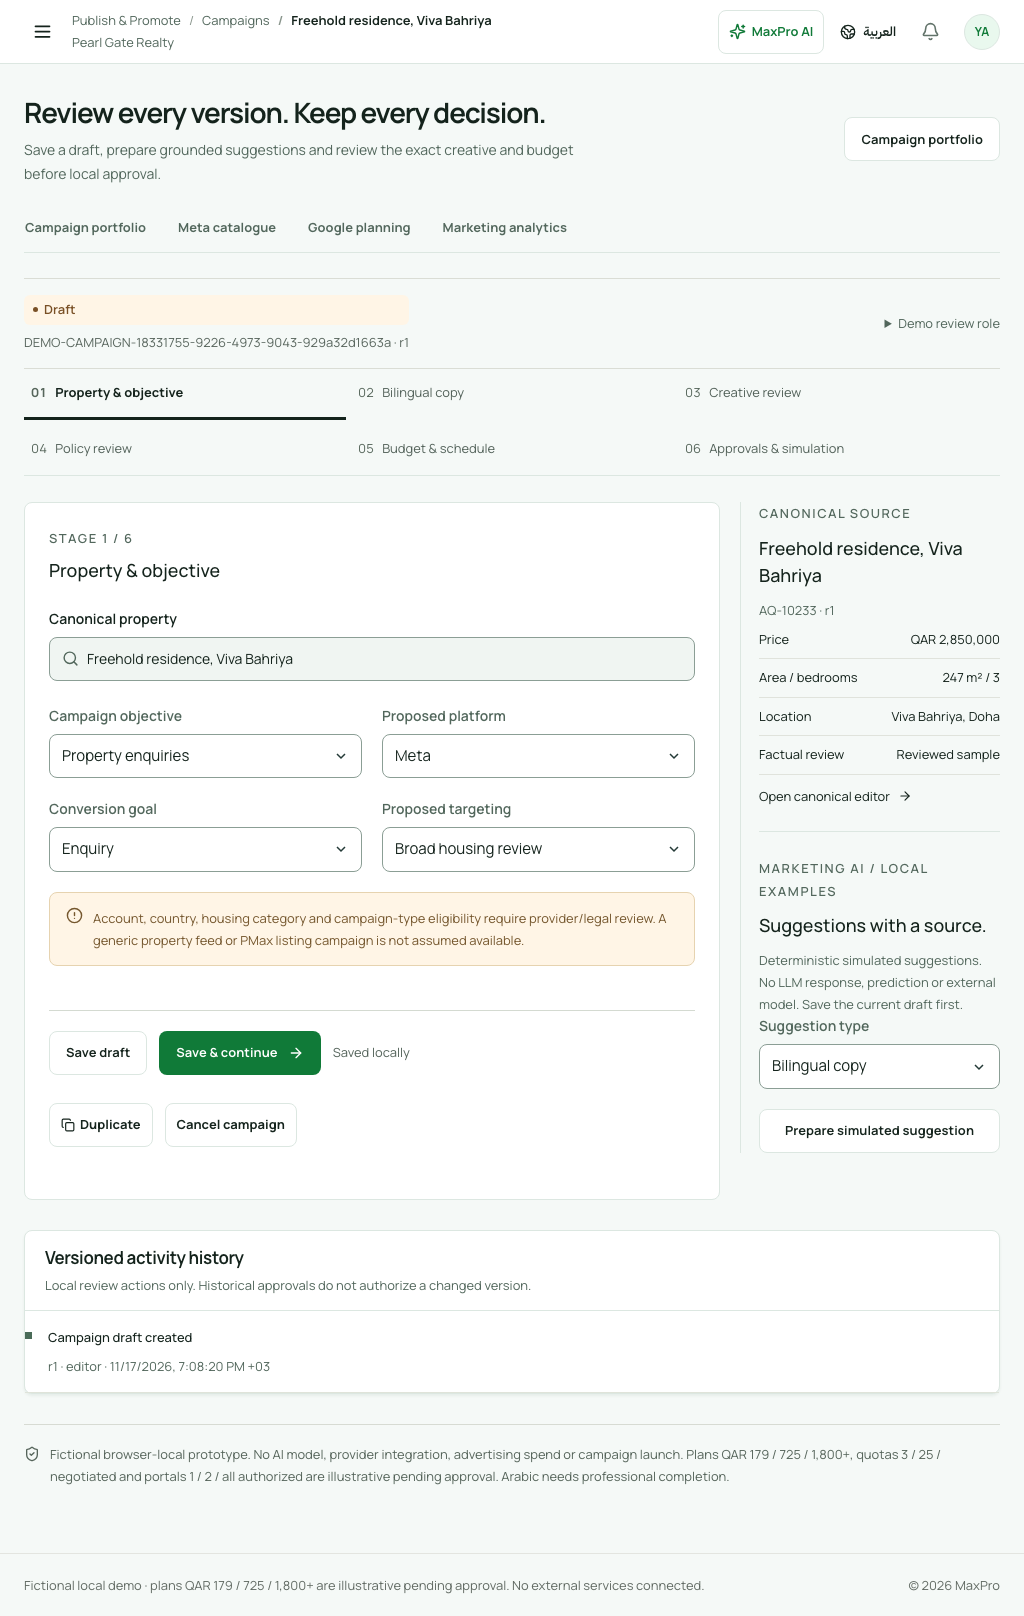 Publish & Promote / Campaigns / Freehold residence, Viva Bahriya
Pearl Gate Realty
MaxPro AI
العربية
YA
Review every version. Keep every decision.
Save a draft, prepare grounded suggestions and review the exact creative and budget
before local approval.
Campaign portfolio
Campaign portfolio
Meta catalogue
Google planning
Marketing analytics
Draft
DEMO-CAMPAIGN-18331755-9226-4973-9043-929a32d1663a · r1
Demo review role
01 Property & objective
02 Bilingual copy
03 Creative review
04 Policy review
05 Budget & schedule
06 Approvals & simulation
STAGE 1 / 6
Property & objective
Canonical property
Freehold residence, Viva Bahriya
Campaign objective
Proposed platform
Property enquiries
Meta
Conversion goal
Proposed targeting
Enquiry
Broad housing review
Account, country, housing category and campaign-type eligibility require provider/legal review. A
generic property feed or PMax listing campaign is not assumed available.
Save draft
Save & continue
Saved locally
Duplicate
Cancel campaign
CANONICAL SOURCE
Freehold residence, Viva
Bahriya
AQ-10233 · r1
Price QAR 2,850,000
Area / bedrooms 247 m² / 3
Location Viva Bahriya, Doha
Factual review Reviewed sample
Open canonical editor
MARKETING AI / LOCAL
EXAMPLES
Suggestions with a source.
Deterministic simulated suggestions.
No LLM response, prediction or external
model. Save the current draft first.
Suggestion type
Bilingual copy
Prepare simulated suggestion
Versioned activity history
Local review actions only. Historical approvals do not authorize a changed version.
Campaign draft created
r1 · editor · 11/17/2026, 7:08:20 PM +03
Fictional browser-local prototype. No AI model, provider integration, advertising spend or campaign launch. Plans QAR 179 / 725 / 1,800+, quotas 3 / 25 /
negotiated and portals 1 / 2 / all authorized are illustrative pending approval. Arabic needs professional completion.
Fictional local demo · plans QAR 179 / 725 / 1,800+ are illustrative pending approval. No external services connected.
© 2026 MaxPro